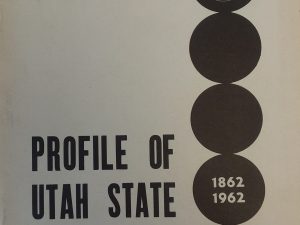 PROFILE OF
UTAH STATE
1862
1962